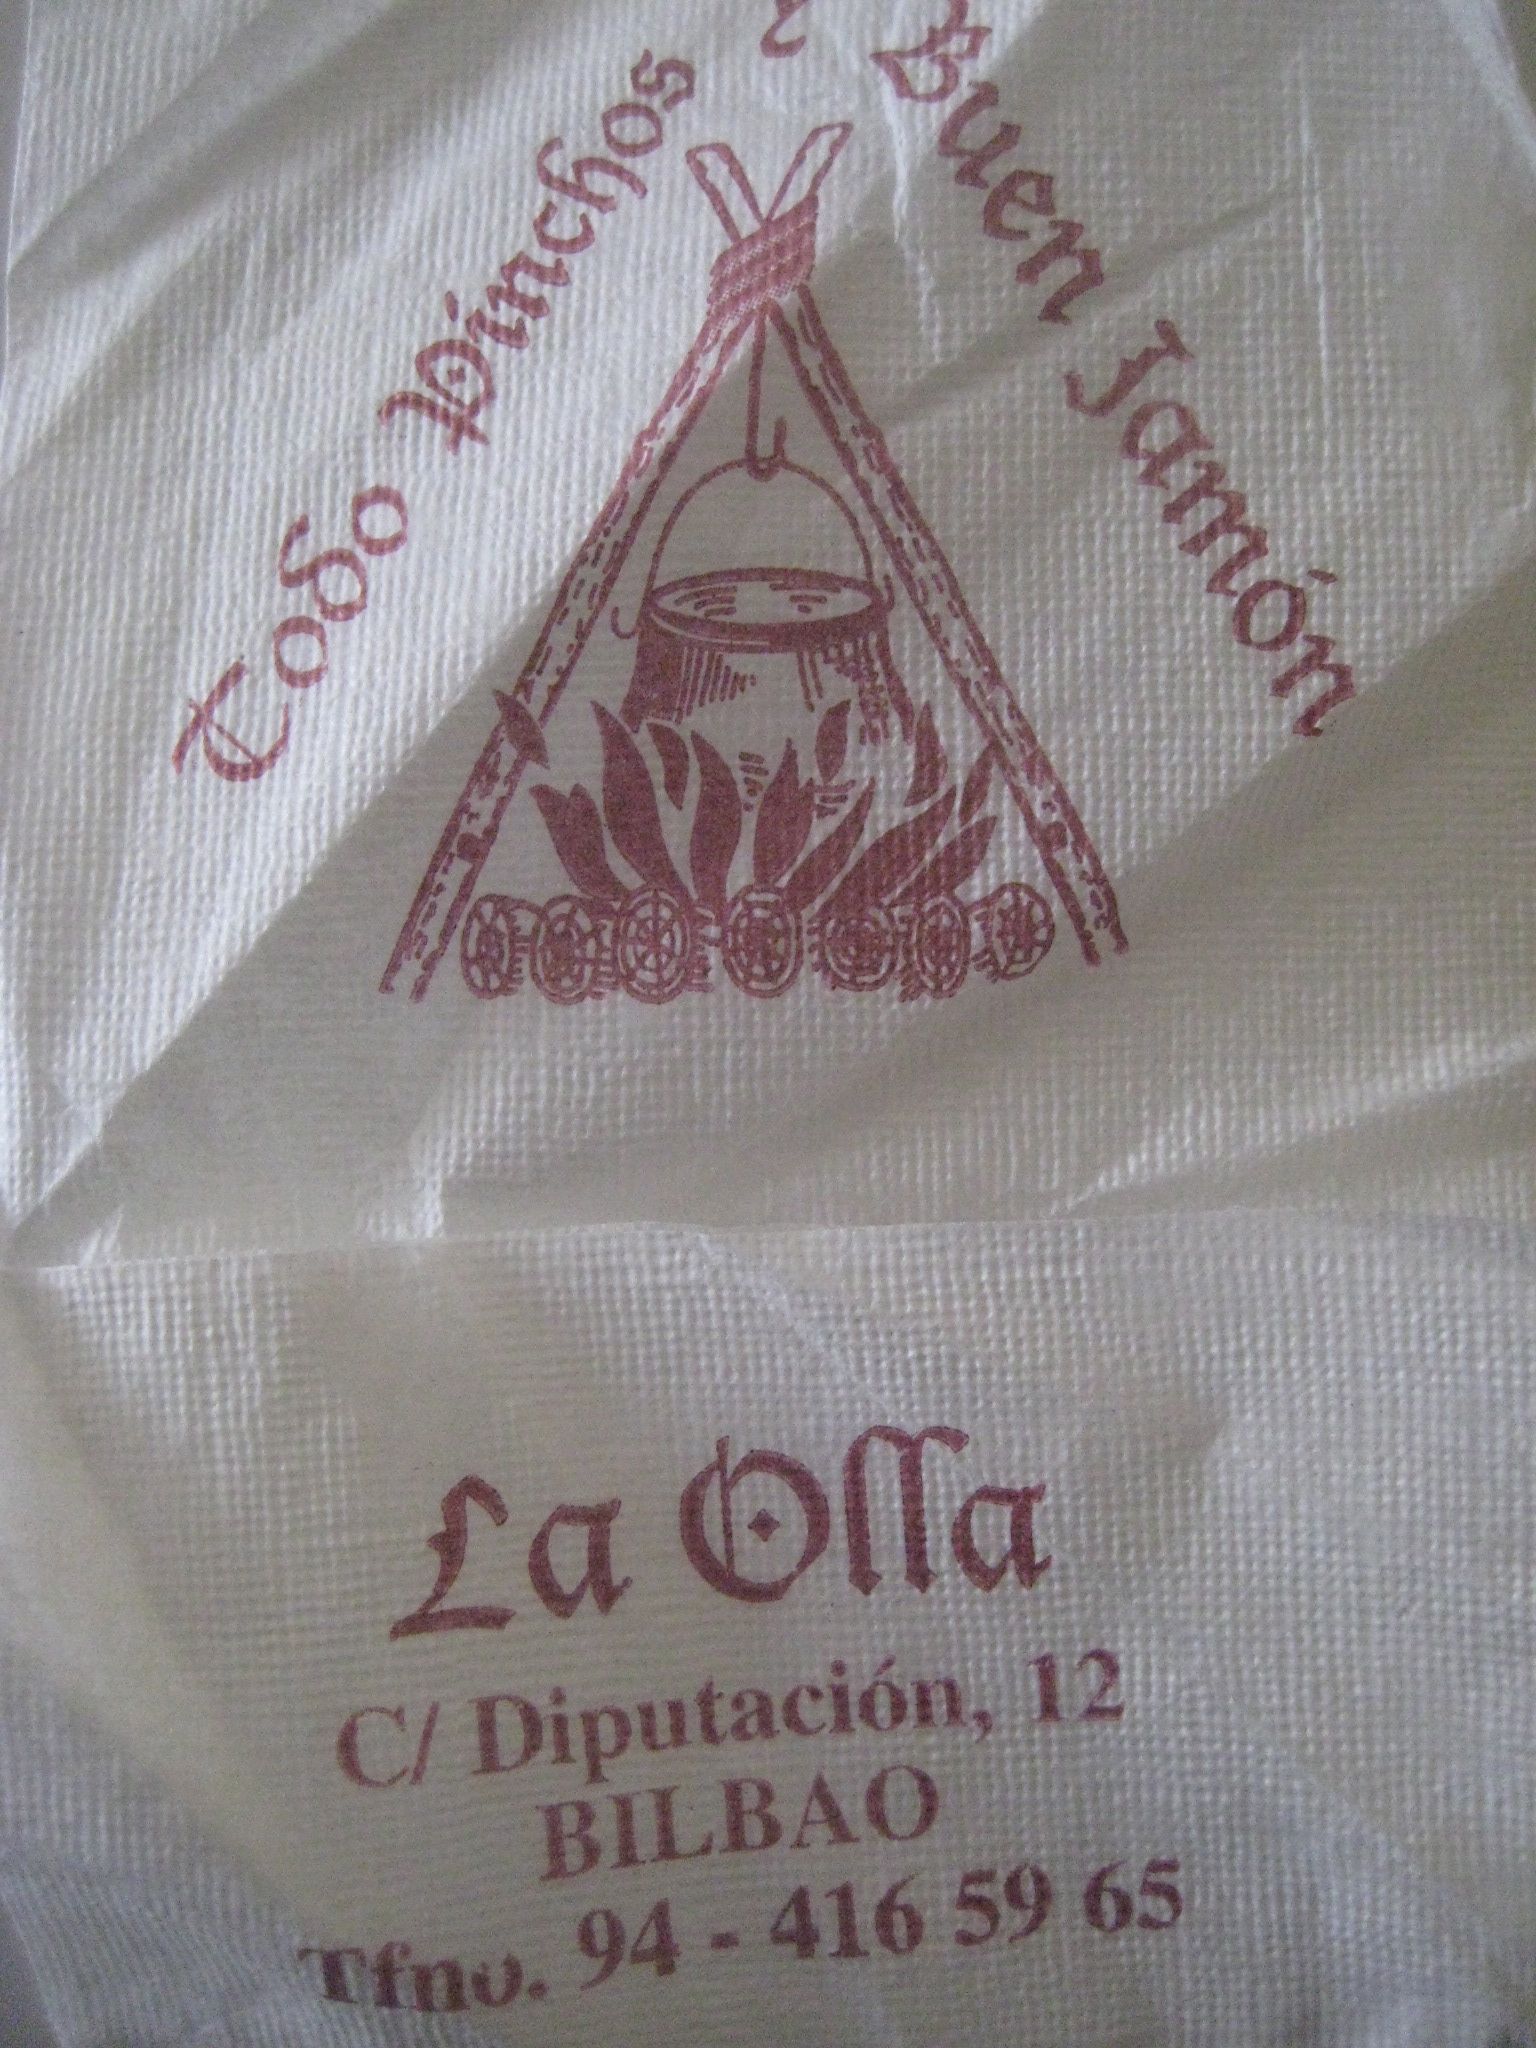 Todo Pinchos y Buen Jamón
La Olla
C/ Diputación, 12
BILBAO
Tfno. 94 - 416 59 65